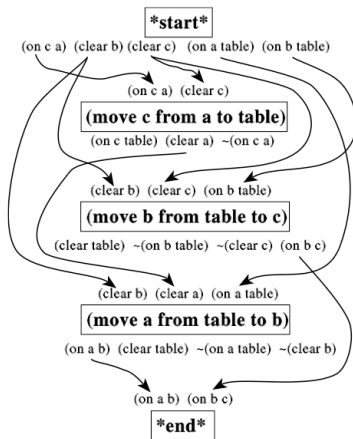 *start*
(on c a) (clear b) (clear c) (on a table) (on b table)
(on c a) (clear c)
(move c from a to table)
(on c table) (clear a) ~(on c a)
(clear b) (clear c) (on b table)
(move b from table to c)
(clear table) ~(on b table) ~(clear c) (on b c)
(clear b) (clear a) (on a table)
(move a from table to b)
(on a b) (clear table) ~(on a table) ~(clear b)
(on a b) (on b c)
*end*